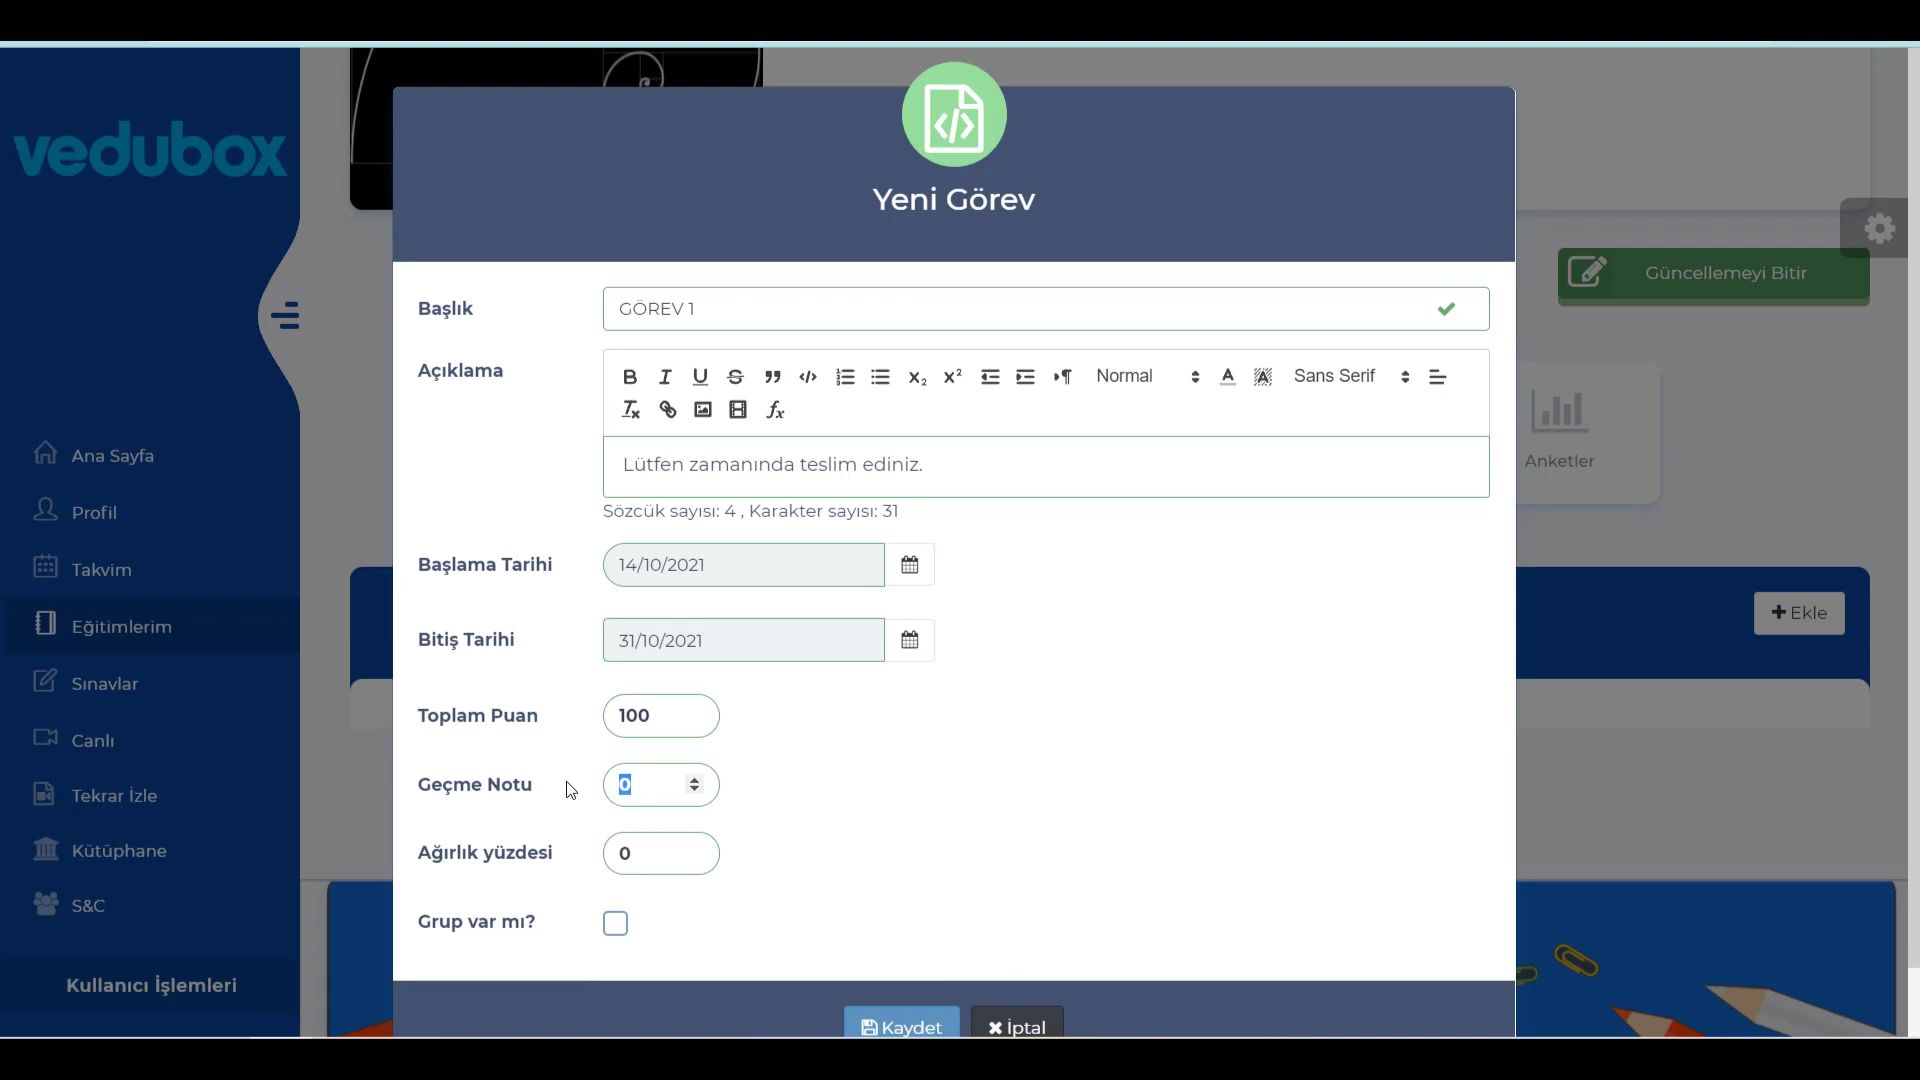 vedubox
Ana Sayfa
Profil
Takvim
Eğitimlerim
Sınavlar
Canlı
Tekrar İzle
Kütüphane
S&C
Kullanıcı İşlemleri
Yeni Görev
Başlık
GÖREV 1
Açıklama
Normal
Sans Serif
Lütfen zamanında teslim ediniz.
Sözcük sayısı: 4 , Karakter sayısı: 31
Başlama Tarihi
14/10/2021
Bitiş Tarihi
31/10/2021
Toplam Puan
100
Geçme Notu
0
Ağırlık yüzdesi
0
Grup var mı?
Kaydet
İptal
Güncellemeyi Bitir
Anketler
Ekle